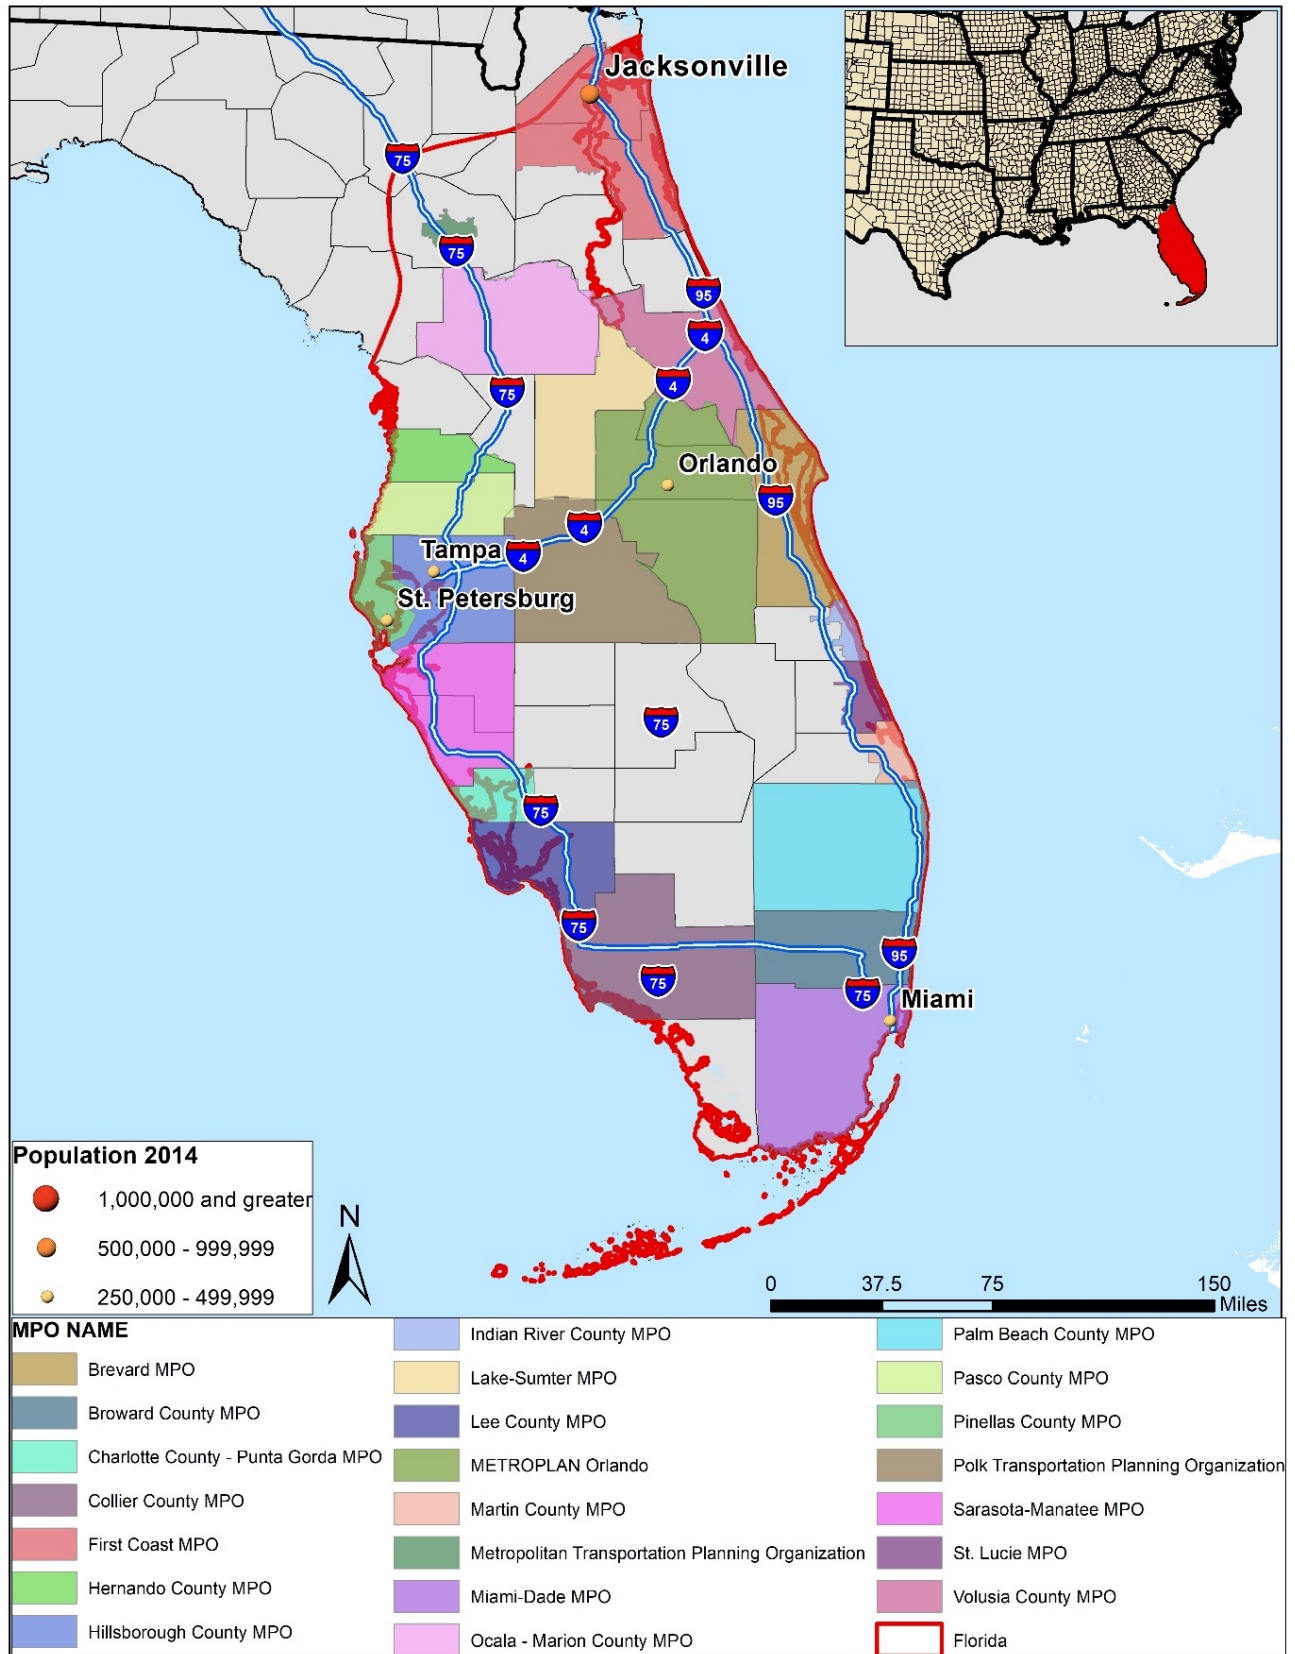 Jacksonville
75
75
95
4
75
4
Orlando
95
4
Tampa
4
St. Petersburg
75
75
75
95
75
75
Miami
Population 2014
1,000,000 and greater
500,000 - 999,999
250,000 - 499,999
N
0 37.5 75 150
Miles
MPO NAME
Brevard MPO
Broward County MPO
Charlotte County - Punta Gorda MPO
Collier County MPO
First Coast MPO
Hernando County MPO
Hillsborough County MPO
Indian River County MPO
Lake-Sumter MPO
Lee County MPO
METROPLAN Orlando
Martin County MPO
Metropolitan Transportation Planning Organization
Miami-Dade MPO
Ocala - Marion County MPO
Palm Beach County MPO
Pasco County MPO
Pinellas County MPO
Polk Transportation Planning Organization
Sarasota-Manatee MPO
St. Lucie MPO
Volusia County MPO
Florida